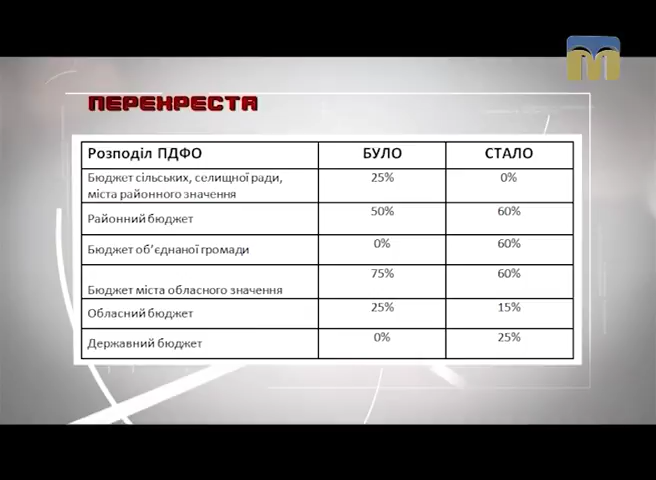 ПЕРЕХРЕСТЯ
Розподіл ПДФО БУЛО СТАЛО
Бюджет сільських, селищної ради, 25% 0%
міста районного значення
Районний бюджет 50% 60%
Бюджет об’єднаної громади 0% 60%
Бюджет міста обласного значення 75% 60%
Обласний бюджет 25% 15%
Державний бюджет 0% 25%